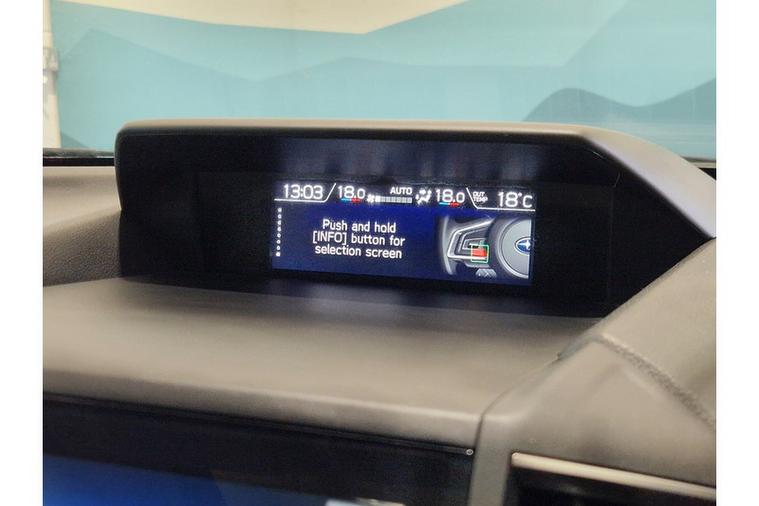 13:03 18.0 AUTO 18.0 OUT TEMP 18°C
Push and hold
[INFO] button for
selection screen